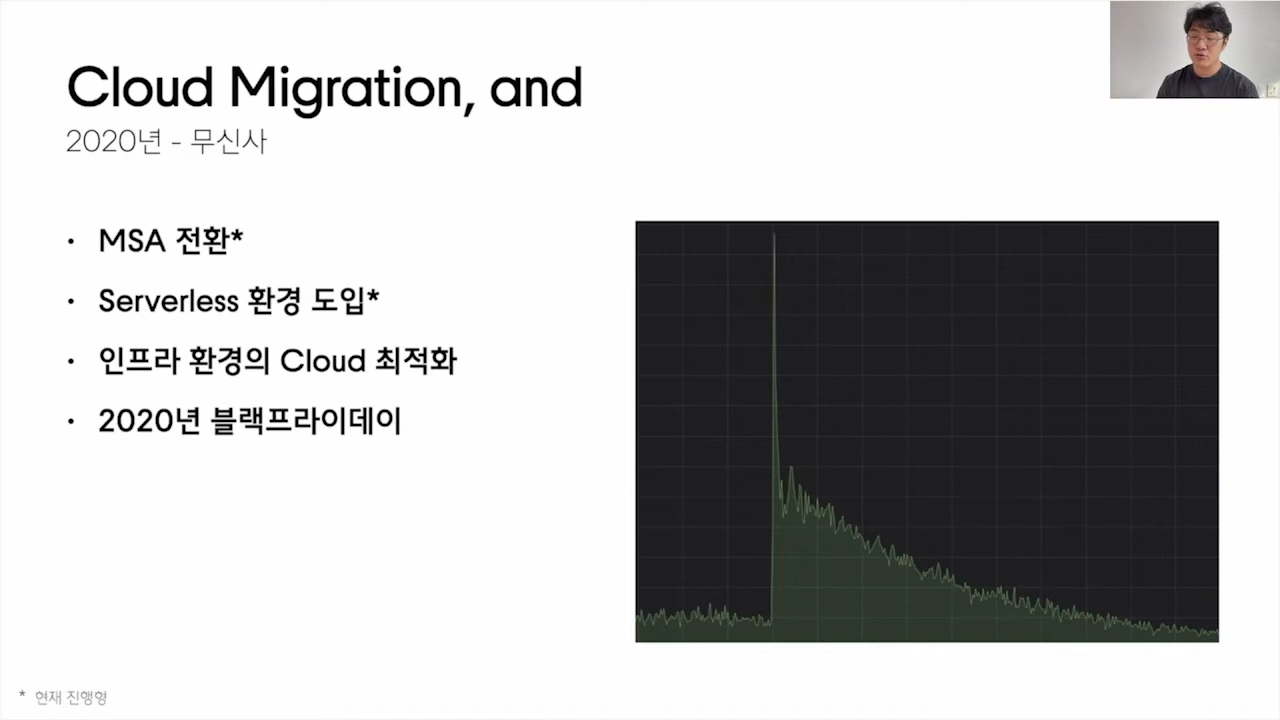 Cloud Migration, and
2020년 - 무신사
• MSA 전환*
• Serverless 환경 도입*
• 인프라 환경의 Cloud 최적화
• 2020년 블랙프라이데이
* 현재 진행형